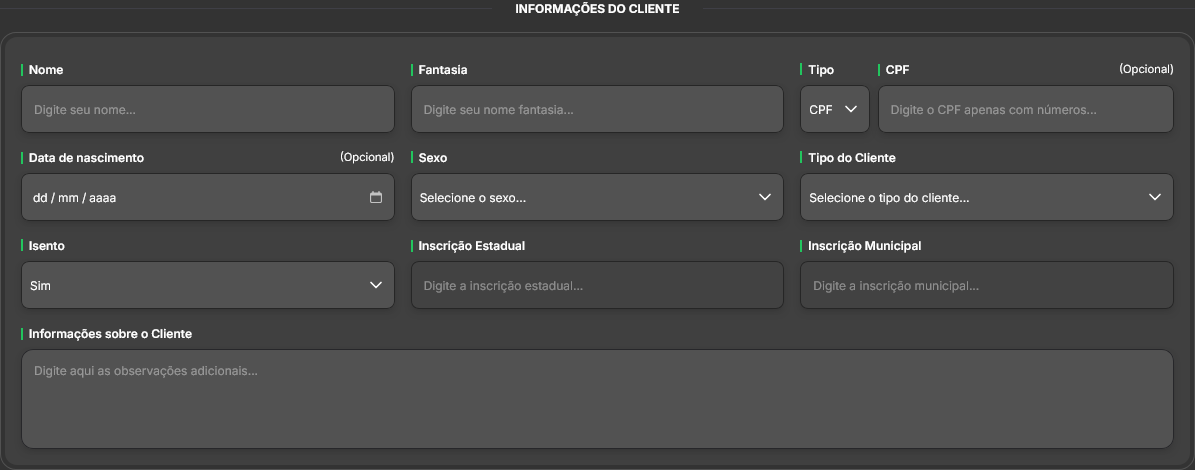 INFORMAÇÕES DO CLIENTE
Nome
Fantasia
Tipo
CPF
(Opcional)
Digite seu nome...
Digite seu nome fantasia...
CPF
Digite o CPF apenas com números...
Data de nascimento
(Opcional)
Sexo
Tipo do Cliente
dd / mm / aaaa
Selecione o sexo...
Selecione o tipo do cliente...
Isento
Inscrição Estadual
Inscrição Municipal
Sim
Digite a inscrição estadual...
Digite a inscrição municipal...
Informações sobre o Cliente
Digite aqui as observações adicionais...